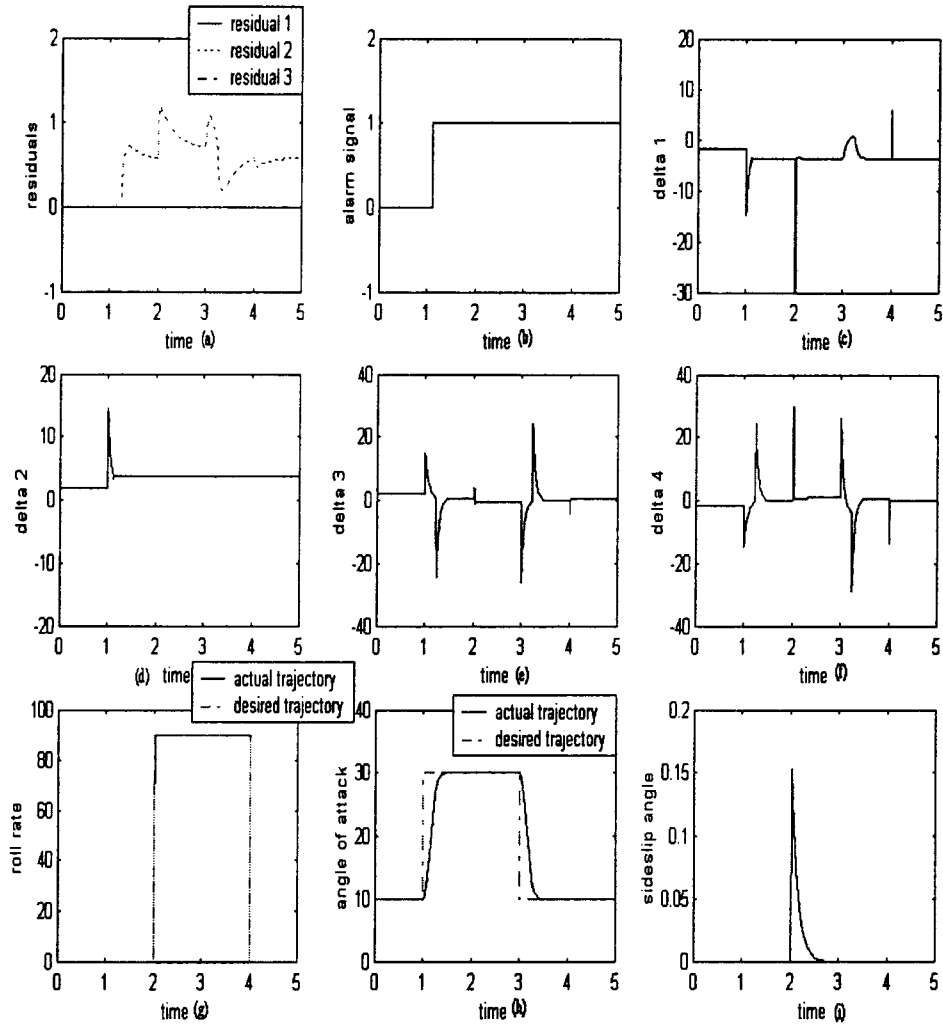 residual 1
residual 2
residual 3
2
1
0
-1
residuals
0 1 2 3 4 5
time (a)
2
1
0
-1
alarm signal
0 1 2 3 4 5
time (b)
20
10
0
-10
-20
-30
delta 1
0 1 2 3 4 5
time (c)
20
10
0
-10
-20
delta 2
0 1 2 3 4 5
(d) time
40
20
0
-20
-40
delta 3
0 1 2 3 4 5
time (e)
40
20
0
-20
-40
delta 4
0 1 2 3 4 5
time (f)
actual trajectory
desired trajectory
100
80
60
40
20
0
roll rate
0 1 2 3 4 5
time (g)
actual trajectory
desired trajectory
40
30
20
10
0
angle of attack
0 1 2 3 4 5
time (h)
0.2
0.15
0.1
0.05
0
sideslip angle
0 1 2 3 4 5
time (i)